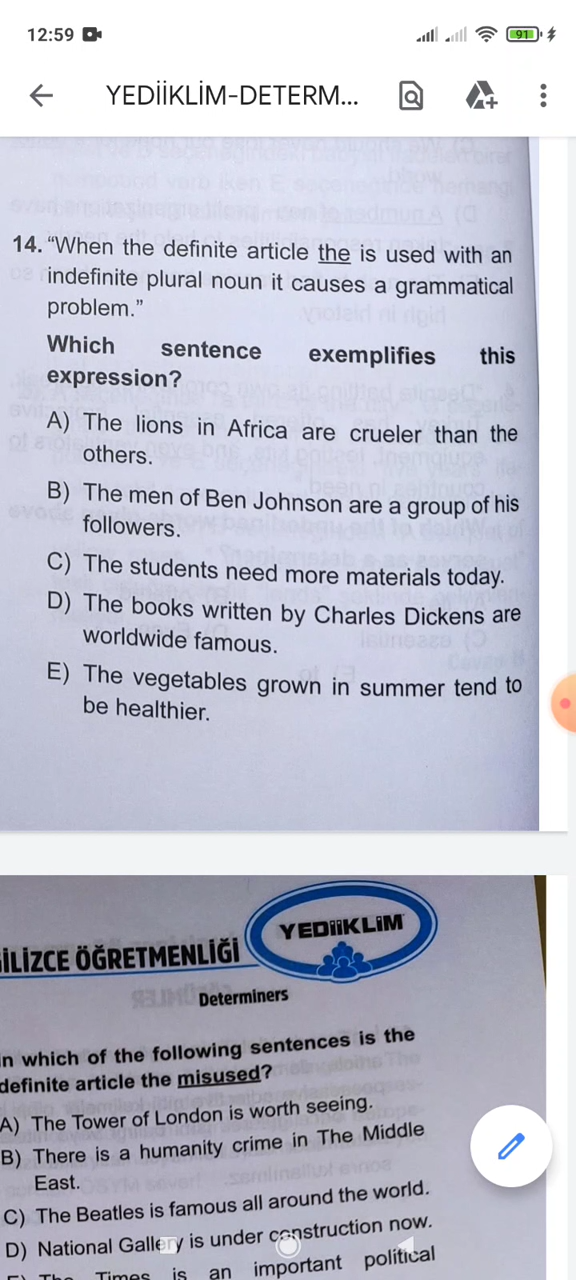 12:59
91
YEDİİKLİM-DETERM...
14. “When the definite article the is used with an
indefinite plural noun it causes a grammatical
problem.”
Which sentence exemplifies this
expression?
A) The lions in Africa are crueler than the
others.
B) The men of Ben Johnson are a group of his
followers.
C) The students need more materials today.
D) The books written by Charles Dickens are
worldwide famous.
E) The vegetables grown in summer tend to
be healthier.
İLİZCE ÖĞRETMENLİĞİ
YEDİİKLİM
Determiners
in which of the following sentences is the
definite article the misused?
A) The Tower of London is worth seeing.
B) There is a humanity crime in The Middle
East.
C) The Beatles is famous all around the world.
D) National Gallery is under construction now.
E) The Times is an important political